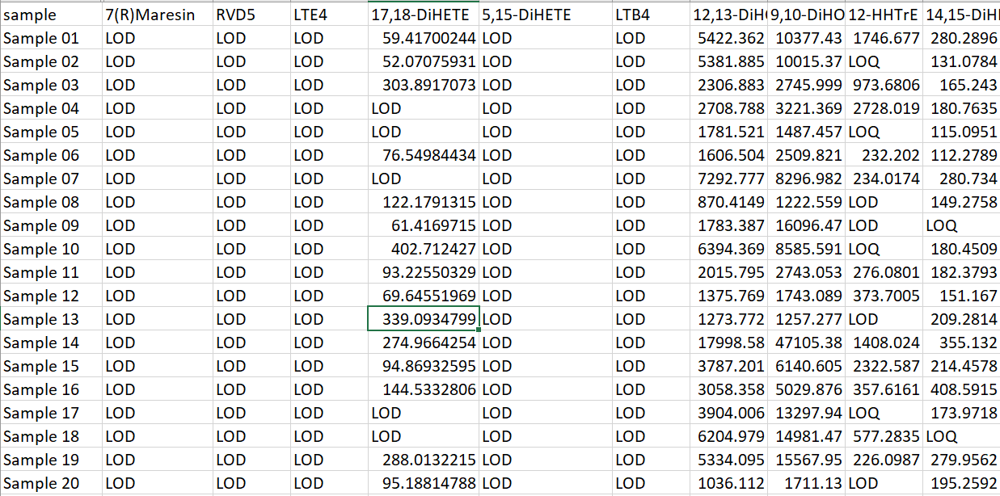 sample 7(R)Maresin RVD5 LTE4 17,18-DiHETE 5,15-DiHETE LTB4 12,13-DiH 9,10-DiHO 12-HHTrE 14,15-DiH
Sample 01 LOD LOD LOD 59.41700244 LOD LOD 5422.362 10377.43 1746.677 280.2896
Sample 02 LOD LOD LOD 52.07075931 LOD LOD 5381.885 10015.37 LOQ 131.0784
Sample 03 LOD LOD LOD 303.8917073 LOD LOD 2306.883 2745.999 973.6806 165.243
Sample 04 LOD LOD LOD LOD LOD LOD 2708.788 3221.369 2728.019 180.7635
Sample 05 LOD LOD LOD LOD LOD LOD 1781.521 1487.457 LOQ 115.0951
Sample 06 LOD LOD LOD 76.54984434 LOD LOD 1606.504 2509.821 232.202 112.2789
Sample 07 LOD LOD LOD LOD LOD LOD 7292.777 8296.982 234.0174 280.734
Sample 08 LOD LOD LOD 122.1791315 LOD LOD 870.4149 1222.559 LOD 149.2758
Sample 09 LOD LOD LOD 61.4169715 LOD LOD 1783.387 16096.47 LOD LOQ
Sample 10 LOD LOD LOD 402.712427 LOD LOD 6394.369 8585.591 LOQ 180.4509
Sample 11 LOD LOD LOD 93.22550329 LOD LOD 2015.795 2743.053 276.0801 182.3793
Sample 12 LOD LOD LOD 69.64551969 LOD LOD 1375.769 1743.089 373.7005 151.167
Sample 13 LOD LOD LOD 339.0934799 LOD LOD 1273.772 1257.277 LOD 209.2814
Sample 14 LOD LOD LOD 274.9664254 LOD LOD 17998.58 47105.38 1408.024 355.132
Sample 15 LOD LOD LOD 94.86932595 LOD LOD 3787.201 6140.605 2322.587 214.4578
Sample 16 LOD LOD LOD 144.5332806 LOD LOD 3058.358 5029.876 357.6161 408.5915
Sample 17 LOD LOD LOD LOD LOD LOD 3904.006 13297.94 LOQ 173.9718
Sample 18 LOD LOD LOD LOD LOD LOD 6204.979 14981.47 577.2835 LOQ
Sample 19 LOD LOD LOD 288.0132215 LOD LOD 5334.095 15567.95 226.0987 279.9562
Sample 20 LOD LOD LOD 95.18814788 LOD LOD 1036.112 1711.13 LOD 195.2592